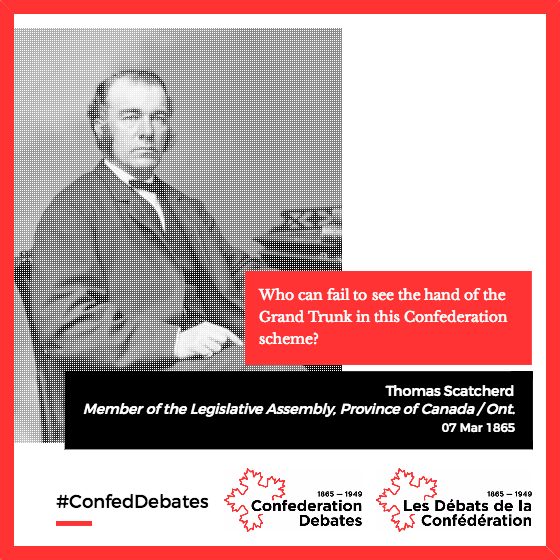 Who can fail to see the hand of the
Grand Trunk in this Confederation
scheme?
Thomas Scatcherd
Member of the Legislative Assembly, Province of Canada / Ont.
07 Mar 1865
#ConfedDebates
1865 — 1949
Confederation
Debates
1865 — 1949
Les Débats de la
Confédération